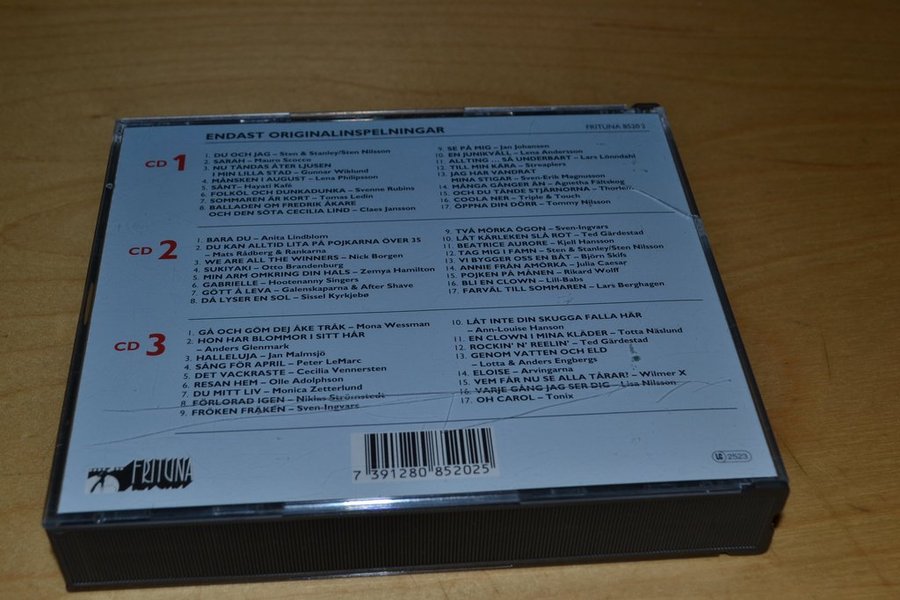 ENDAST ORIGINALINSPELNINGAR
FRITUNA 8520 2
CD 1
1. DU OCH JAG – Sten & Stanley/Sten Nilsson
2. SARAH – Mauro Scocco
3. NU TÄNDAS ÅTER LJUSEN
I MIN LILLA STAD – Gunnar Wiklund
4. MÅNSKEN I AUGUST – Lena Philipsson
5. SÅNT – Hayati Kafé
6. FOLKÖL OCH DUNKADUNKA – Svenne Rubins
7. SOMMAREN ÄR KORT – Tomas Ledin
8. BALLADEN OM FREDRIK ÅKARE
OCH DEN SÖTA CECILIA LIND – Claes Jansson
9. SE PÅ MIG – Jan Johansen
10. EN JUNIKVÄLL – Lena Andersson
11. ALLTING ... SÅ UNDERBART – Lars Lönndahl
12. TILL MIN KÄRA – Streaplers
13. JAG HAR VANDRAT
MINA STIGAR – Sven-Erik Magnusson
14. MÅNGA GÅNGER ÄN – Agnetha Fältskog
15. OCH DU TÄNDE STJÄRNORNA – Thorleifs
16. COOLA NER – Triple & Touch
17. ÖPPNA DIN DÖRR – Tommy Nilsson
CD 2
1. BARA DU – Anita Lindblom
2. DU KAN ALLTID LITA PÅ POJKARNA ÖVER 35
– Mats Rådberg & Rankarna
3. WE ARE ALL THE WINNERS – Nick Borgen
4. SUKIYAKI – Otto Brandenburg
5. MIN ARM OMKRING DIN HALS – Zemya Hamilton
6. GABRIELLE – Hootenanny Singers
7. GÖTT Å LEVA – Galenskaparna & After Shave
8. DÅ LYSER EN SOL – Sissel Kyrkjebø
9. TVÅ MÖRKA ÖGON – Sven-Ingvars
10. LÅT KÄRLEKEN SLÅ ROT – Ted Gärdestad
11. BEATRICE AURORE – Kjell Hansson
12. TAG MIG I FAMN – Sten & Stanley/Sten Nilsson
13. VI BYGGER OSS EN BÅT – Björn Skifs
14. ANNIE FRÅN AMÖRKA – Julia Caesar
15. POJKEN PÅ MÅNEN – Rikard Wolff
16. BLI EN CLOWN – Lill-Babs
17. FARVÄL TILL SOMMAREN – Lars Berghagen
CD 3
1. GÅ OCH GÖM DEJ ÅKE TRÅK – Mona Wessman
2. HON HAR BLOMMOR I SITT HÅR
– Anders Glenmark
3. HALLELUJA – Jan Malmsjö
4. SÅNG FÖR APRIL – Peter LeMarc
5. DET VACKRASTE – Cecilia Vennersten
6. RESAN HEM – Olle Adolphson
7. DU MITT LIV – Monica Zetterlund
8. FÖRLORAD IGEN – Niklas Strömstedt
9. FRÖKEN FRÄKEN – Sven-Ingvars
10. LÅT INTE DIN SKUGGA FALLA HÄR
– Ann-Louise Hanson
11. EN CLOWN I MINA KLÄDER – Totta Näslund
12. ROCKIN' N' REELIN' – Ted Gärdestad
13. GENOM VATTEN OCH ELD
– Lotta & Anders Engbergs
14. ELOISE – Arvingarna
15. VEM FÅR NU SE ALLA TÅRAR? – Wilmer X
16. VARJE GÅNG JAG SER DIG – Lisa Nilsson
17. OH CAROL – Tonix
FRITUNA
7 391280 852025
LC 2523